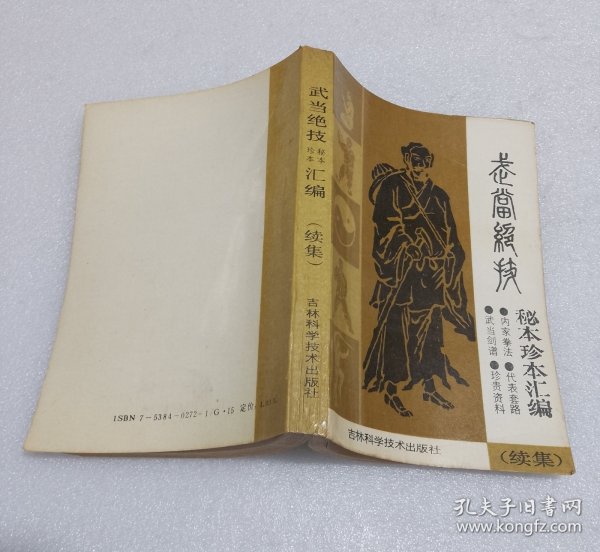 武当绝技
秘本
珍本
汇编
（续集）
吉林科学技术出版社
武當絕技
秘本珍本汇编
●内家拳法●代表套路
●武当剑谱●珍贵资料
（续集）
吉林科学技术出版社
ISBN 7-5384-0272-1/G·15 定价
孔夫子旧书网
www.kongfz.com